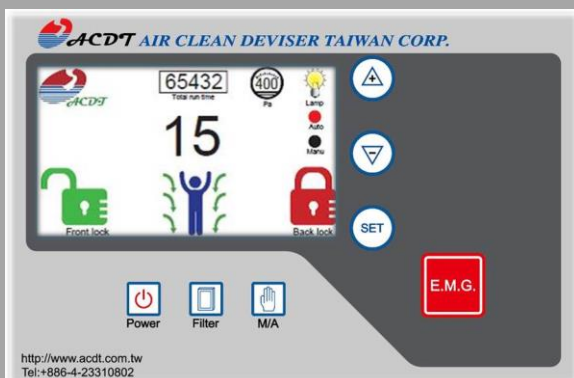 ACDT AIR CLEAN DEVISER TAIWAN CORP.
ACDT
65432
Total run time
400
Pa
Lamp
Auto
Manu
15
Front lock
Back lock
SET
E.M.G.
Power
Filter
M/A
http://www.acdt.com.tw
Tel:+886-4-23310802